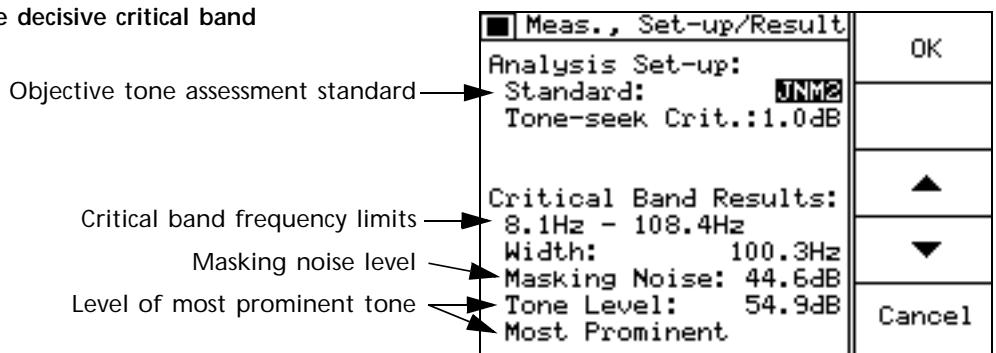 e decisive critical band
Objective tone assessment standard
Critical band frequency limits
Masking noise level
Level of most prominent tone
Meas., Set-up/Result
Analysis Set-up:
Standard: JNM2
Tone-seek Crit.:1.0dB
Critical Band Results:
8.1Hz - 108.4Hz
Width: 100.3Hz
Masking Noise: 44.6dB
Tone Level: 54.9dB
Most Prominent
OK
Cancel